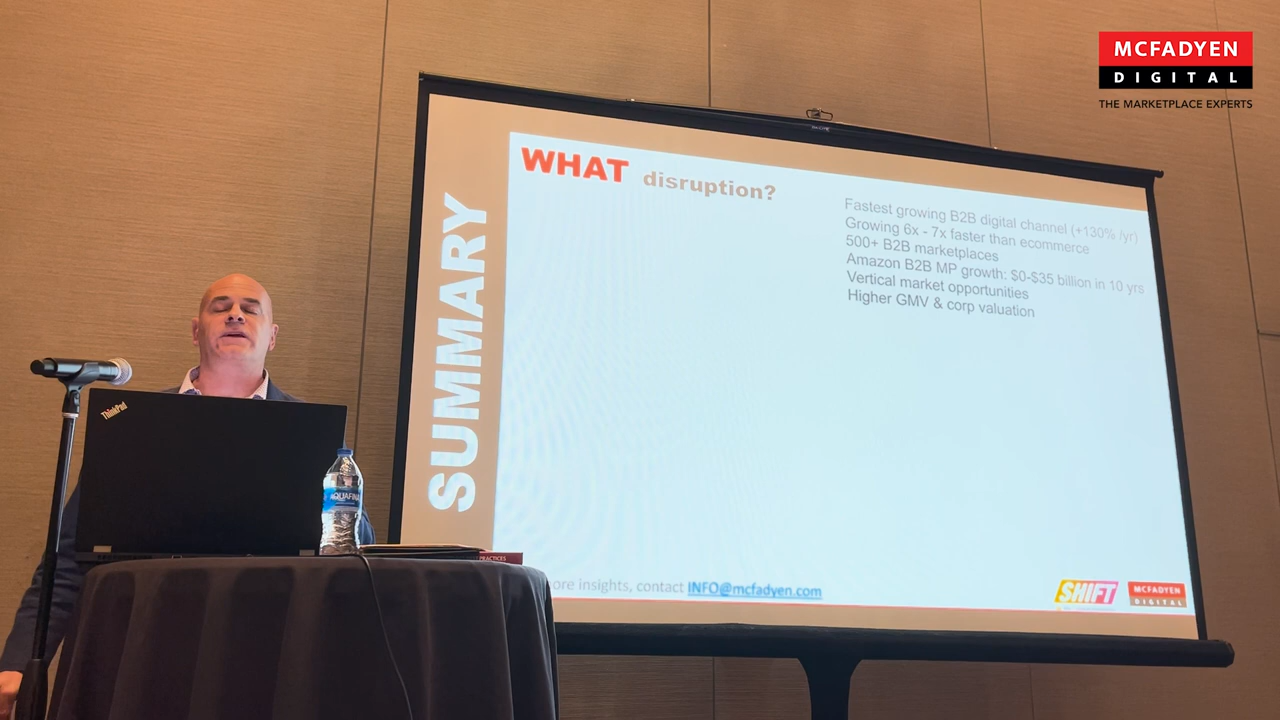 MCFADYEN
DIGITAL
THE MARKETPLACE EXPERTS
SUMMARY
WHAT disruption?
Fastest growing B2B digital channel (+130% /yr)
Growing 6x - 7x faster than ecommerce
500+ B2B marketplaces
Amazon B2B MP growth: $0-$35 billion in 10 yrs
Vertical market opportunities
Higher GMV & corp valuation
insights, contact INFO@mcfadyen.com
SHIFT
MCFADYEN
DIGITAL
ThinkPad
AQUAFINA
PRACTICES